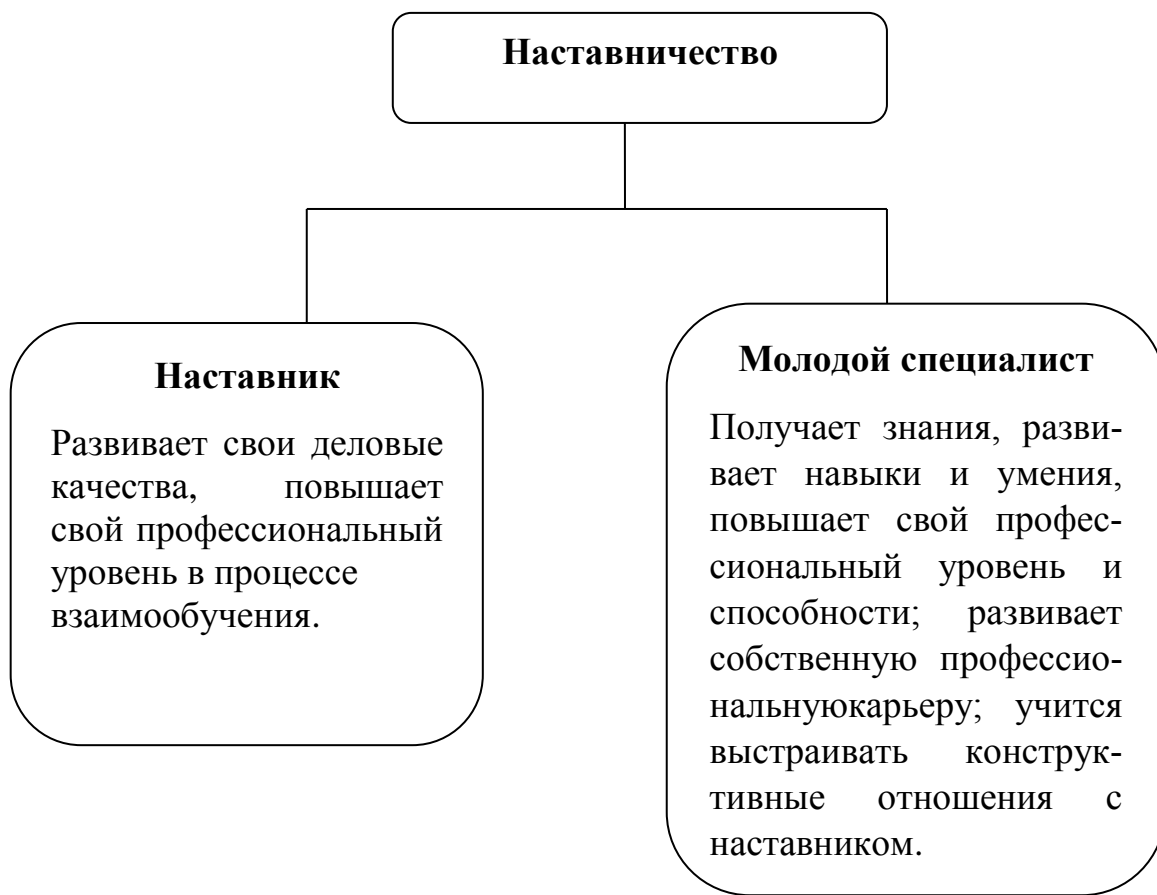 Наставничество
Наставник
Развивает свои деловые
качества, повышает
свой профессиональный
уровень в процессе
взаимообучения.
Молодой специалист
Получает знания, разви-
вает навыки и умения,
повышает свой профес-
сиональный уровень и
способности; развивает
собственную профессио-
нальнуюкарьеру; учится
выстраивать конструк-
тивные отношения с
наставником.